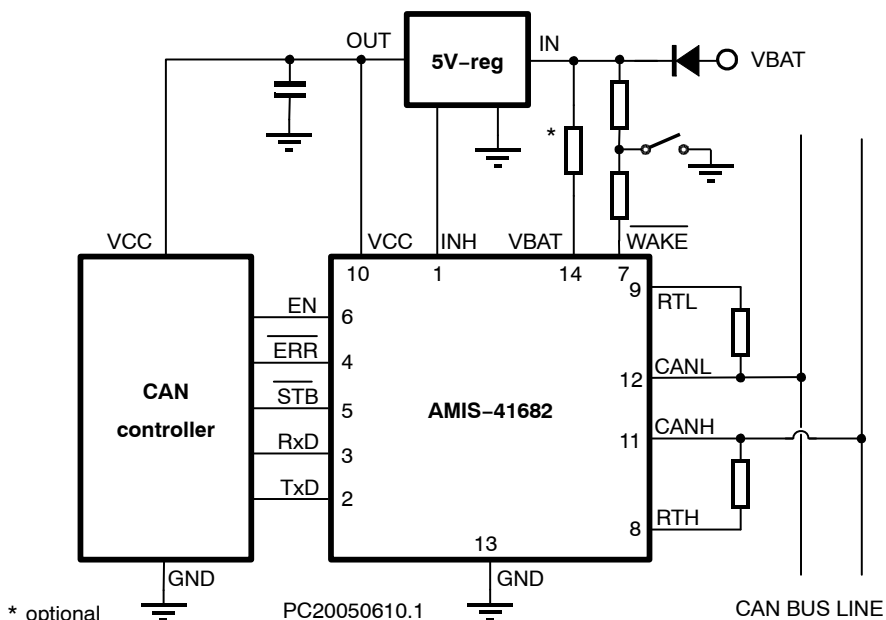 OUT
5V−reg
IN
VBAT
*
VCC
VCC
INH
VBAT
WAKE
10
1
14
7
9
RTL
EN
6
ERR
4
12
CANL
CAN
controller
STB
5
AMIS−41682
RxD
3
11
CANH
TxD
2
8
RTH
13
GND
GND
* optional
PC20050610.1
CAN BUS LINE